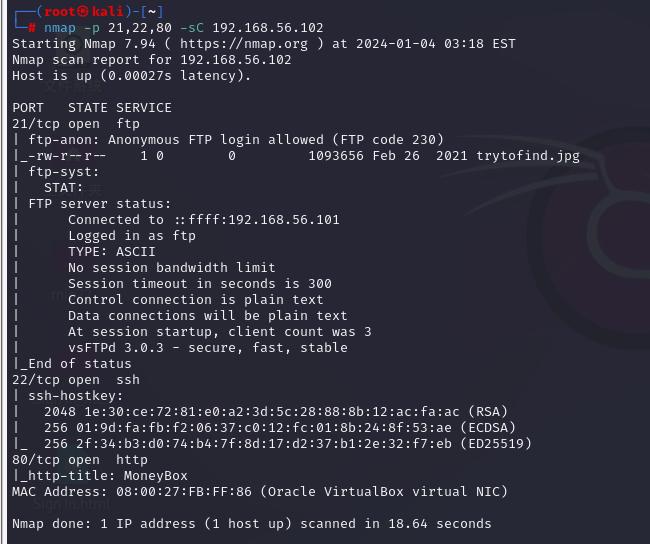 ┌──(root㉿kali)-[~]
└─# nmap -p 21,22,80 -sC 192.168.56.102
Starting Nmap 7.94 ( https://nmap.org ) at 2024-01-04 03:18 EST
Nmap scan report for 192.168.56.102
Host is up (0.00027s latency).

PORT   STATE SERVICE
21/tcp open  ftp
| ftp-anon: Anonymous FTP login allowed (FTP code 230)
|_-rw-r--r--    1 0        0         1093656 Feb 26  2021 trytofind.jpg
| ftp-syst:
|   STAT:
| FTP server status:
|      Connected to ::ffff:192.168.56.101
|      Logged in as ftp
|      TYPE: ASCII
|      No session bandwidth limit
|      Session timeout in seconds is 300
|      Control connection is plain text
|      Data connections will be plain text
|      At session startup, client count was 3
|      vsFTPd 3.0.3 - secure, fast, stable
|_End of status
22/tcp open  ssh
| ssh-hostkey:
|   2048 1e:30:ce:72:81:e0:a2:3d:5c:28:88:8b:12:ac:fa:ac (RSA)
|   256 01:9d:fa:fb:f2:06:37:c0:12:fc:01:8b:24:8f:53:ae (ECDSA)
|_  256 2f:34:b3:d0:74:b4:7f:8d:17:d2:37:b1:2e:32:f7:eb (ED25519)
80/tcp open  http
|_http-title: MoneyBox
MAC Address: 08:00:27:FB:FF:86 (Oracle VirtualBox virtual NIC)
Sign in.html

Nmap done: 1 IP address (1 host up) scanned in 18.64 seconds